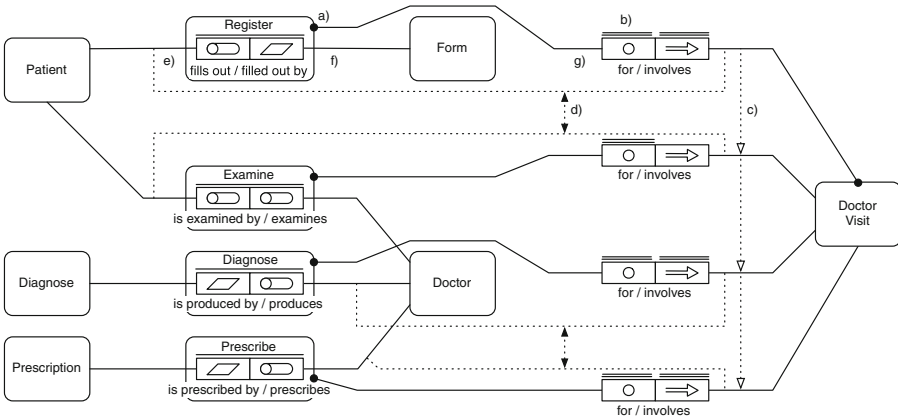 Register
a)
b)
Patient
Form
e)
f)
g)
fills out / filled out by
for / involves
d)
c)
Examine
for / involves
is examined by / examines
Doctor
Visit
Diagnose
Diagnose
Doctor
for / involves
is produced by / produces
Prescribe
Prescription
is prescribed by / prescribes
for / involves